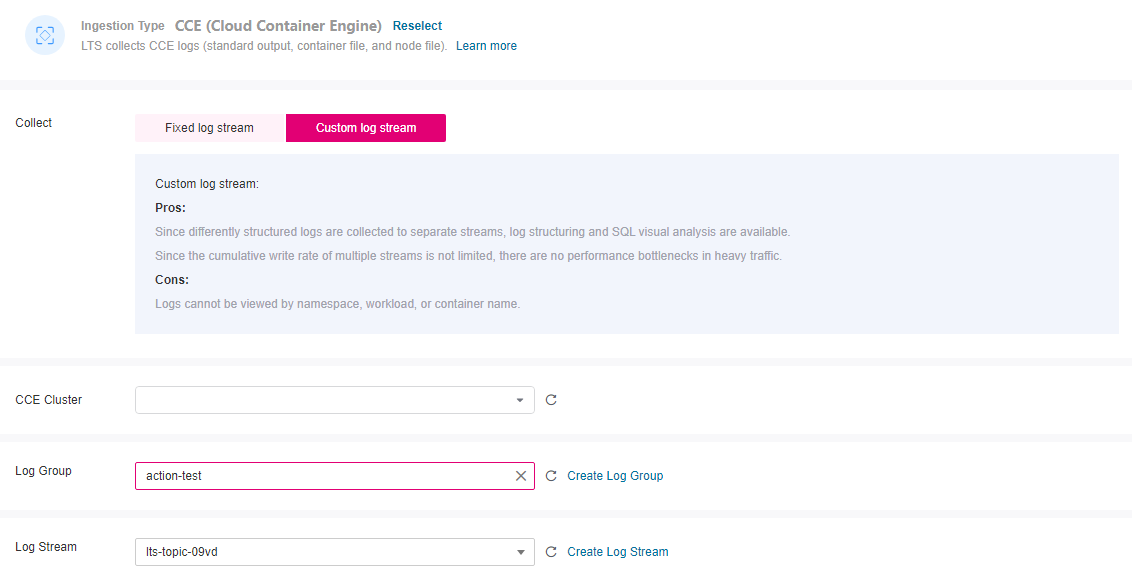 Ingestion Type CCE (Cloud Container Engine) Reselect
LTS collects CCE logs (standard output, container file, and node file). Learn more
Collect
Fixed log stream Custom log stream
Custom log stream:
Pros:
Since differently structured logs are collected to separate streams, log structuring and SQL visual analysis are available.
Since the cumulative write rate of multiple streams is not limited, there are no performance bottlenecks in heavy traffic.
Cons:
Logs cannot be viewed by namespace, workload, or container name.
CCE Cluster
Log Group action-test Create Log Group
Log Stream lts-topic-09vd Create Log Stream